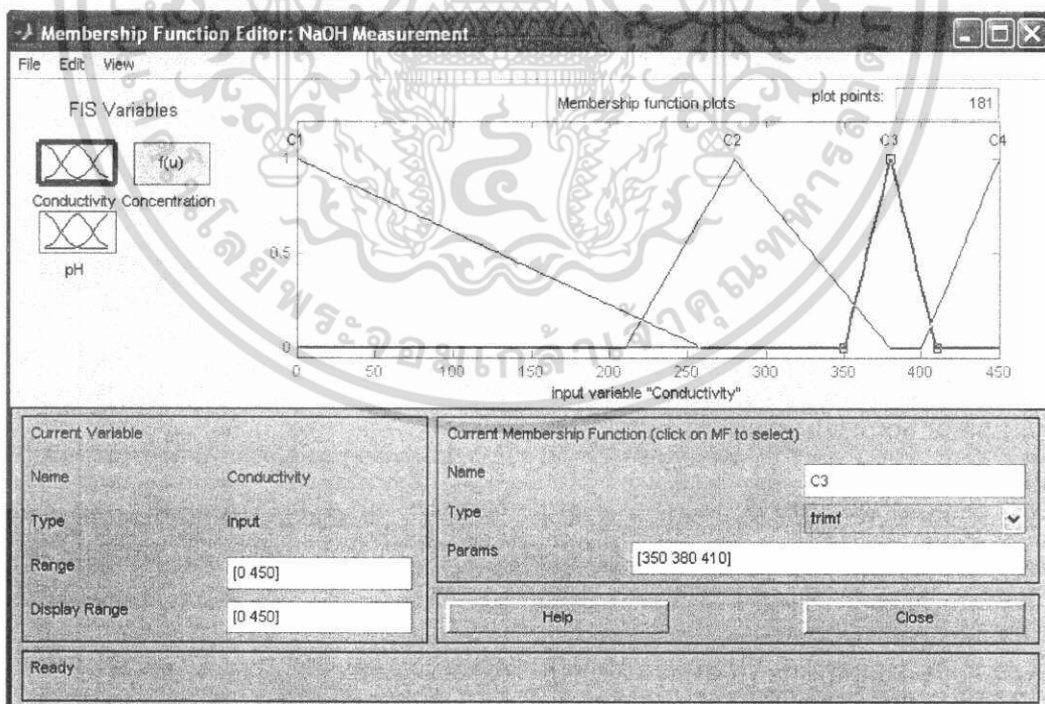 Membership Function Editor: NaOH Measurement
File Edit View
FIS Variables
f(u)
Conductivity Concentration
pH
Membership function plots
plot points:
181
C1
C2
C3
C4
1
0.5
0
0 50 100 150 200 250 300 350 400 450
input variable "Conductivity"
Current Variable
Name
Conductivity
Type
input
Range
[0 450]
Display Range
[0 450]
Current Membership Function (click on MF to select)
Name
C3
Type
trimf
Params
[350 380 410]
Help
Close
Ready